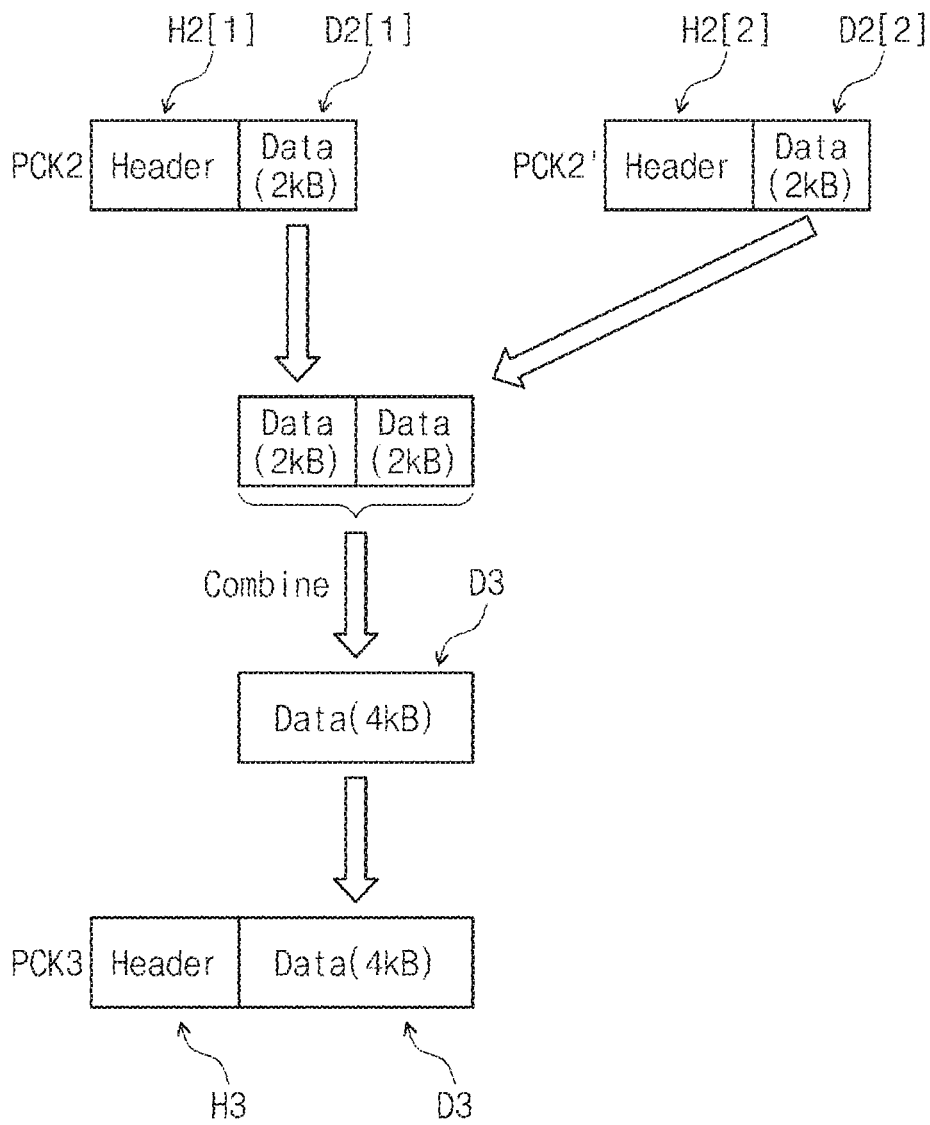 H2[1] D2[1] H2[2] D2[2]
PCK2 Header Data (2kB) PCK2' Header Data (2kB)
Data (2kB) Data (2kB)
Combine
D3
Data(4kB)
PCK3 Header Data(4kB)
H3 D3